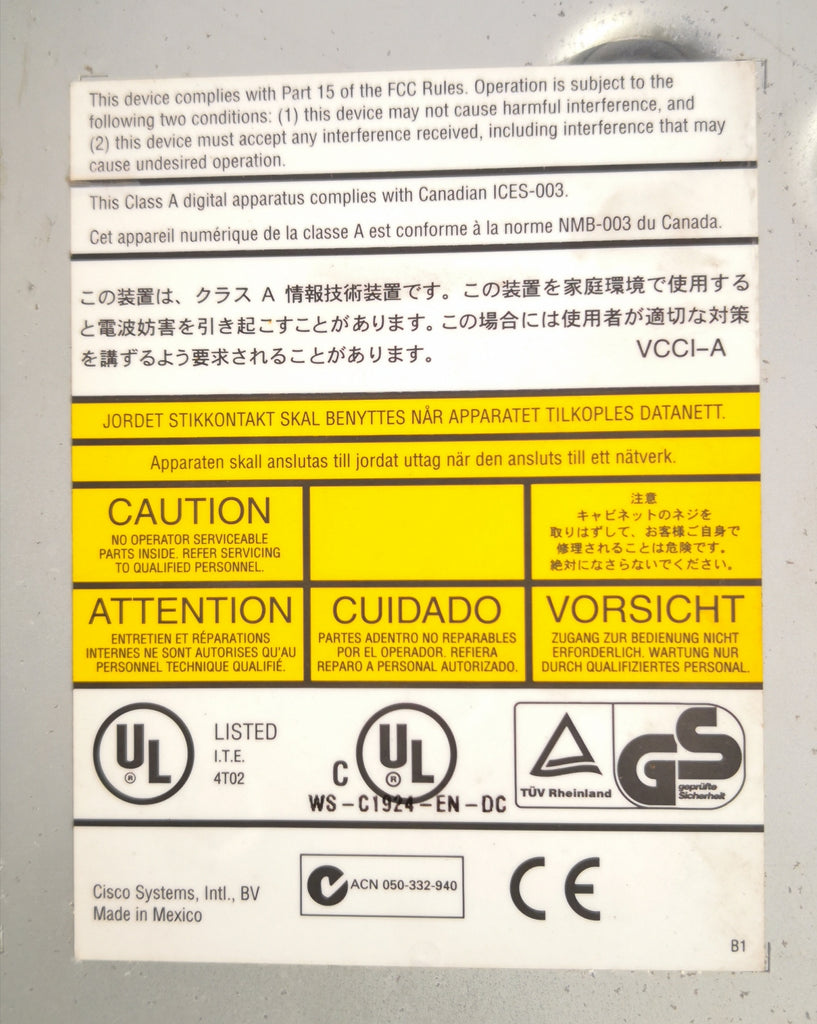 This device complies with Part 15 of the FCC Rules. Operation is subject to the
following two conditions: (1) this device may not cause harmful interference, and
(2) this device must accept any interference received, including interference that may
cause undesired operation.
This Class A digital apparatus complies with Canadian ICES-003.
Cet appareil numérique de la classe A est conforme à la norme NMB-003 du Canada.
この装置は、クラス A 情報技術装置です。この装置を家庭環境で使用する
と電波妨害を引き起こすことがあります。この場合には使用者が適切な対策
を講ずるよう要求されることがあります。
VCCI-A
JORDET STIKKONTAKT SKAL BENYTTES NÅR APPARATET TILKOPLES DATANETT.
Apparaten skall anslutas till jordat uttag när den ansluts till ett nätverk.
CAUTION
NO OPERATOR SERVICEABLE
PARTS INSIDE. REFER SERVICING
TO QUALIFIED PERSONNEL.
注意
キャビネットのネジを
取りはずして、お客様ご自身で
修理されることは危険です。
絶対になさらないでください。
ATTENTION
ENTRETIEN ET RÉPARATIONS
INTERNES NE SONT AUTORISES QU'AU
PERSONNEL TECHNIQUE QUALIFIÉ.
CUIDADO
PARTES ADENTRO NO REPARABLES
POR EL OPERADOR. REFIERA
REPARO A PERSONAL AUTORIZADO.
VORSICHT
ZUGANG ZUR BEDIENUNG NICHT
ERFORDERLICH. WARTUNG NUR
DURCH QUALIFIZIERTES PERSONAL.
UL ®
LISTED
I.T.E.
4T02
C UL ®
WS-C1924-EN-DC
TÜV Rheinland
GS
geprüfte
Sicherheit
Cisco Systems, Intl., BV
Made in Mexico
ACN 050-332-940
CE
B1